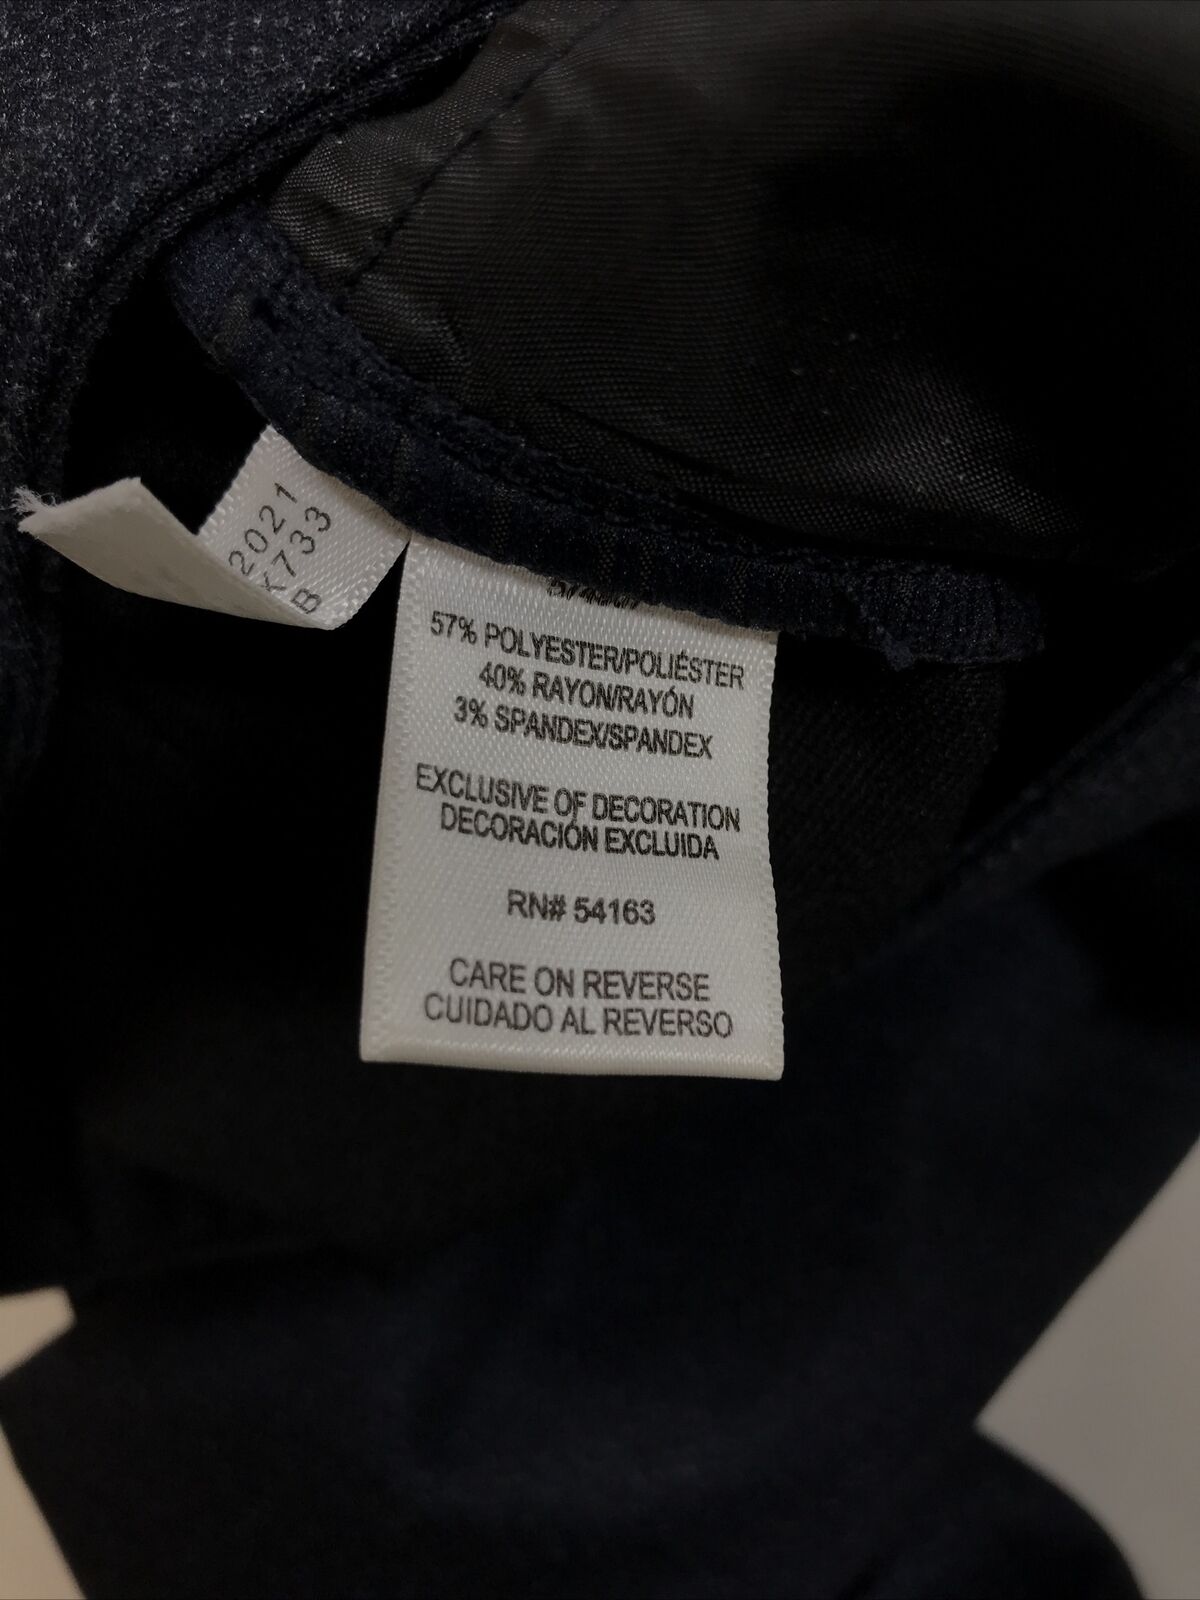 2021
K733
B
57% POLYESTER/POLIÉSTER
40% RAYON/RAYÓN
3% SPANDEX/SPANDEX
EXCLUSIVE OF DECORATION
DECORACIÓN EXCLUIDA
RN# 54163
CARE ON REVERSE
CUIDADO AL REVERSO